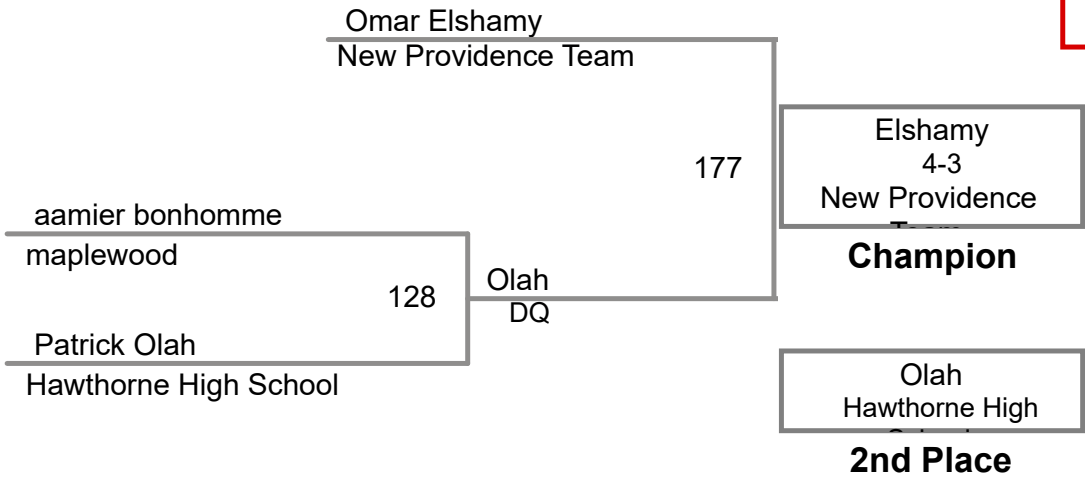 Omar Elshamy
New Providence Team
177
Elshamy
4-3
New Providence
Team
Champion
aamier bonhomme
maplewood
128
Olah
DQ
Patrick Olah
Hawthorne High School
Olah
Hawthorne High
2nd Place